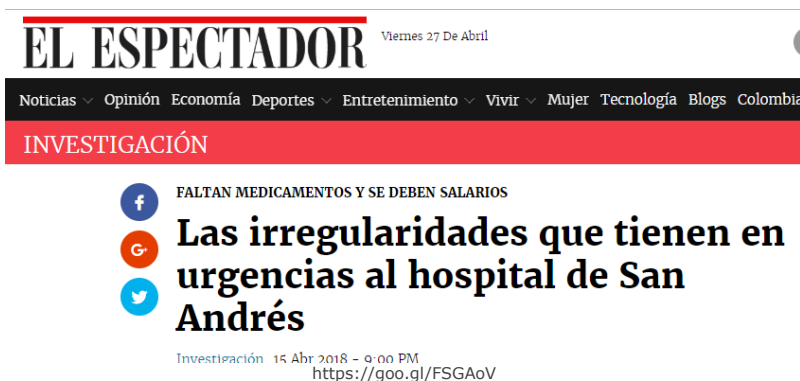 EL ESPECTADOR
Viernes 27 De Abril
Noticias Opinión Economía Deportes Entretenimiento Vivir Mujer Tecnología Blogs Colombia
INVESTIGACIÓN
FALTAN MEDICAMENTOS Y SE DEBEN SALARIOS
Las irregularidades que tienen en
urgencias al hospital de San
Andrés
Investigación 15 Abr 2018 - 9:00 PM
https://goo.gl/FSGAoV